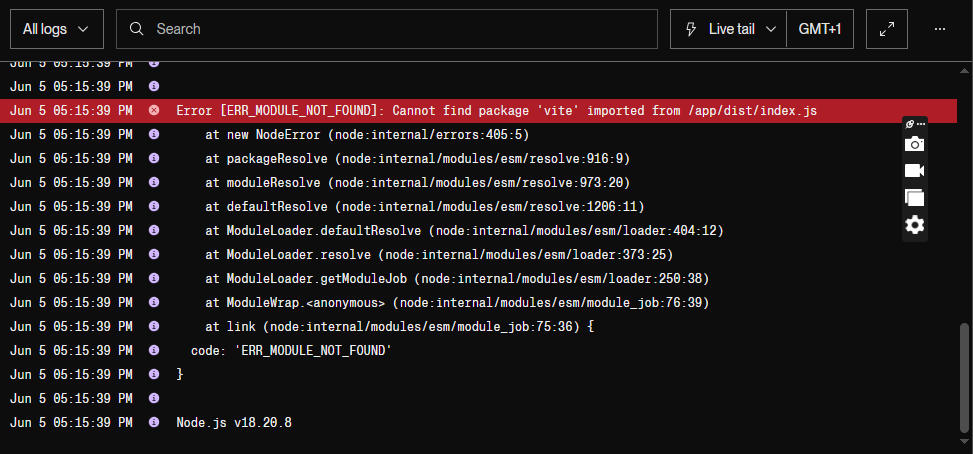 All logs
Search
Live tail
GMT+1
Jun 5 05:15:39 PM
Jun 5 05:15:39 PM
Jun 5 05:15:39 PM Error [ERR_MODULE_NOT_FOUND]: Cannot find package 'vite' imported from /app/dist/index.js
Jun 5 05:15:39 PM at new NodeError (node:internal/errors:405:5)
Jun 5 05:15:39 PM at packageResolve (node:internal/modules/esm/resolve:916:9)
Jun 5 05:15:39 PM at moduleResolve (node:internal/modules/esm/resolve:973:20)
Jun 5 05:15:39 PM at defaultResolve (node:internal/modules/esm/resolve:1206:11)
Jun 5 05:15:39 PM at ModuleLoader.defaultResolve (node:internal/modules/esm/loader:404:12)
Jun 5 05:15:39 PM at ModuleLoader.resolve (node:internal/modules/esm/loader:373:25)
Jun 5 05:15:39 PM at ModuleLoader.getModuleJob (node:internal/modules/esm/loader:250:38)
Jun 5 05:15:39 PM at ModuleWrap.<anonymous> (node:internal/modules/esm/module_job:76:39)
Jun 5 05:15:39 PM at link (node:internal/modules/esm/module_job:75:36) {
Jun 5 05:15:39 PM code: 'ERR_MODULE_NOT_FOUND'
Jun 5 05:15:39 PM }
Jun 5 05:15:39 PM
Jun 5 05:15:39 PM Node.js v18.20.8